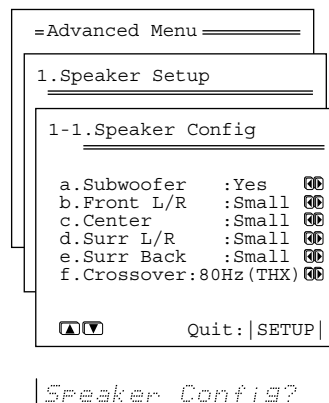 Advanced Menu
1.Speaker Setup
1-1.Speaker Config
a.Subwoofer :Yes
b.Front L/R :Small
c.Center :Small
d.Surr L/R :Small
e.Surr Back :Small
f.Crossover:80Hz(THX)
Quit:|SETUP|
Speaker Config?